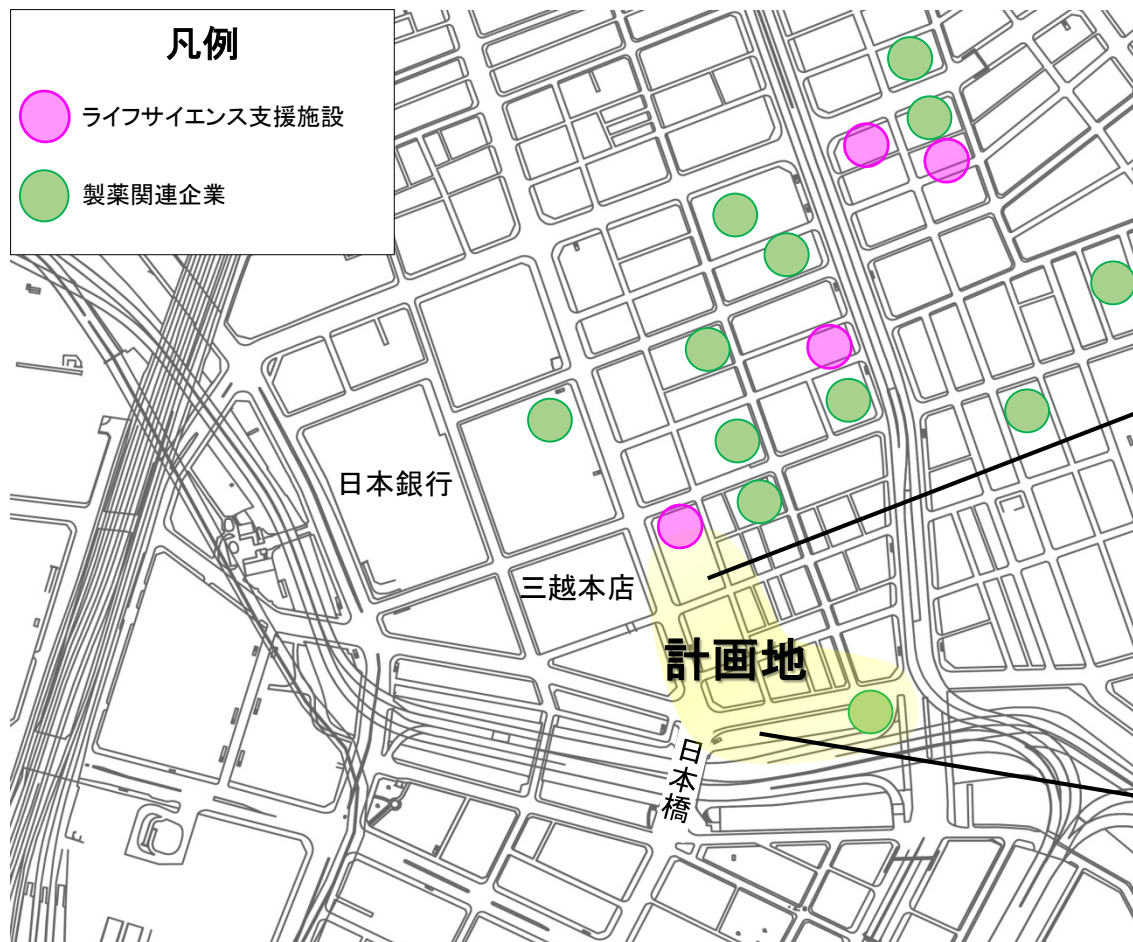 凡例
ライフサイエンス支援施設
製薬関連企業
日本銀行
三越本店
計画地
日本橋